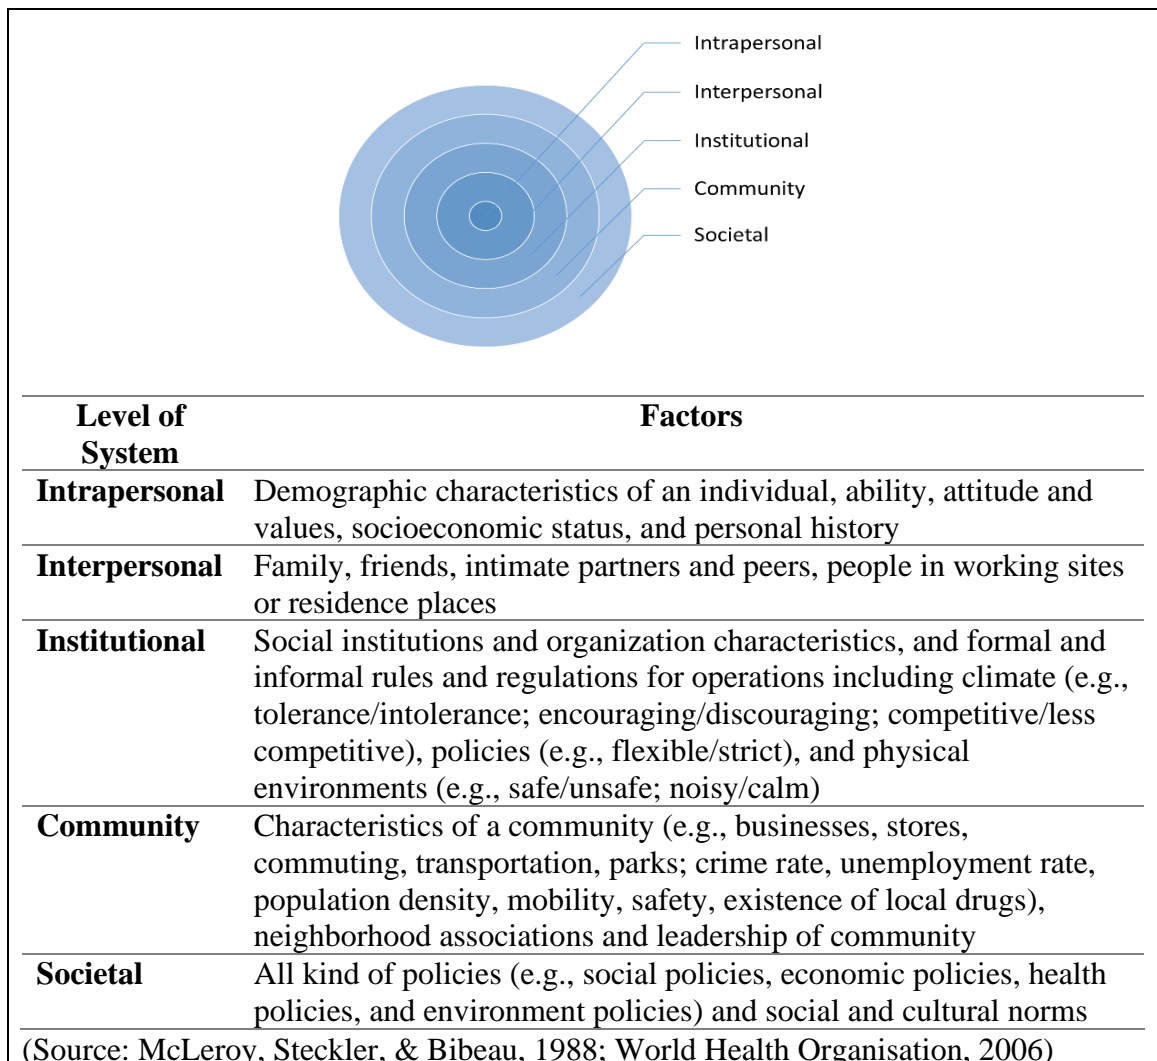 Intrapersonal
Interpersonal
Institutional
Community
Societal
Level of System Factors
Intrapersonal Demographic characteristics of an individual, ability, attitude and
values, socioeconomic status, and personal history
Interpersonal Family, friends, intimate partners and peers, people in working sites
or residence places
Institutional Social institutions and organization characteristics, and formal and
informal rules and regulations for operations including climate (e.g.,
tolerance/intolerance; encouraging/discouraging; competitive/less
competitive), policies (e.g., flexible/strict), and physical
environments (e.g., safe/unsafe; noisy/calm)
Community Characteristics of a community (e.g., businesses, stores,
commuting, transportation, parks; crime rate, unemployment rate,
population density, mobility, safety, existence of local drugs),
neighborhood associations and leadership of community
Societal All kind of policies (e.g., social policies, economic policies, health
policies, and environment policies) and social and cultural norms
(Source: McLeroy, Steckler, & Bibeau, 1988; World Health Organisation, 2006)